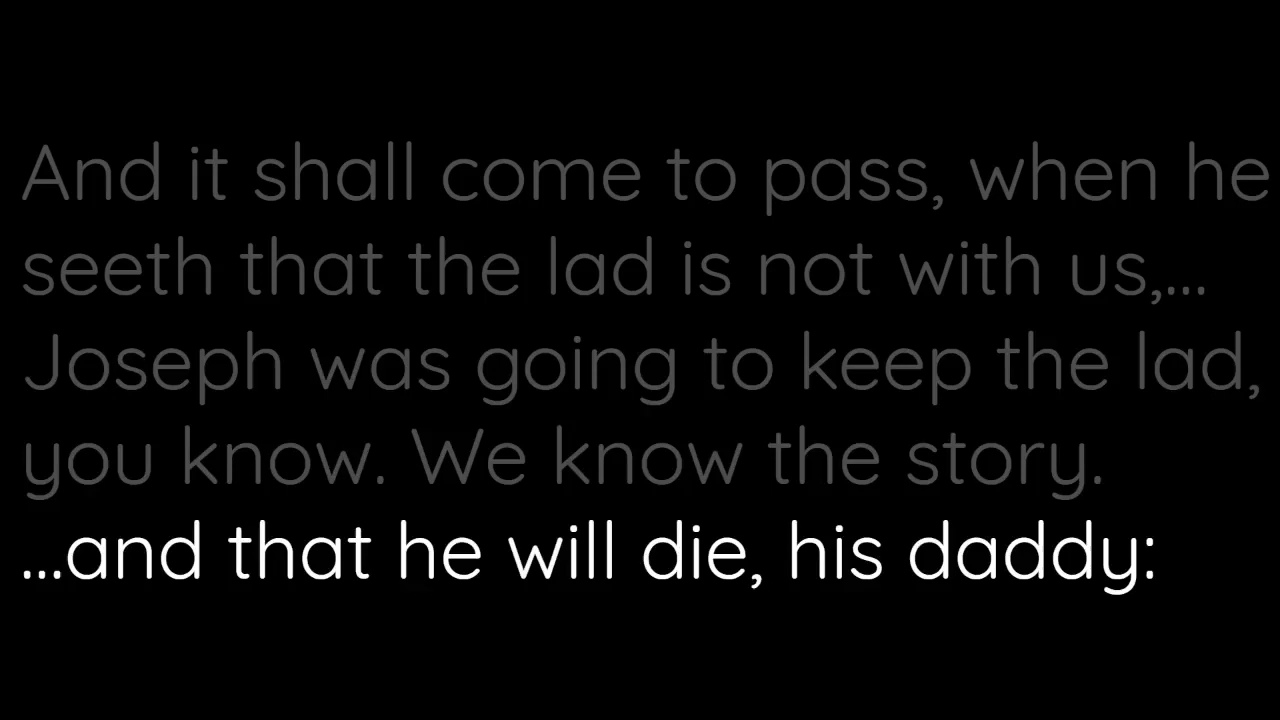 And it shall come to pass, when he
seeth that the lad is not with us,...
Joseph was going to keep the lad,
you know. We know the story.
...and that he will die, his daddy: